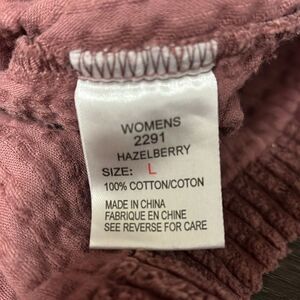 WOMENS
2291
HAZELBERRY
SIZE: L
100% COTTON/COTON
MADE IN CHINA
FABRIQUE EN CHINE
SEE REVERSE FOR CARE